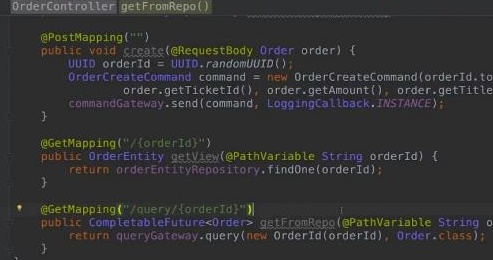 OrderController getFromRepo()
@PostMapping("")
public void create(@RequestBody Order order) {
UUID orderId = UUID.randomUUID();
OrderCreateCommand command = new OrderCreateCommand(orderId.to
order.getTicketId(), order.getAmount(), order.getTitle
commandGateway.send(command, LoggingCallback.INSTANCE);
}
@GetMapping("/{orderId}")
public OrderEntity getView(@PathVariable String orderId) {
return orderEntityRepository.findOne(orderId);
}
@GetMapping("/query/{orderId}")
public CompletableFuture<Order> getFromRepo(@PathVariable String o
return queryGateway.query(new OrderId(orderId), Order.class);
}